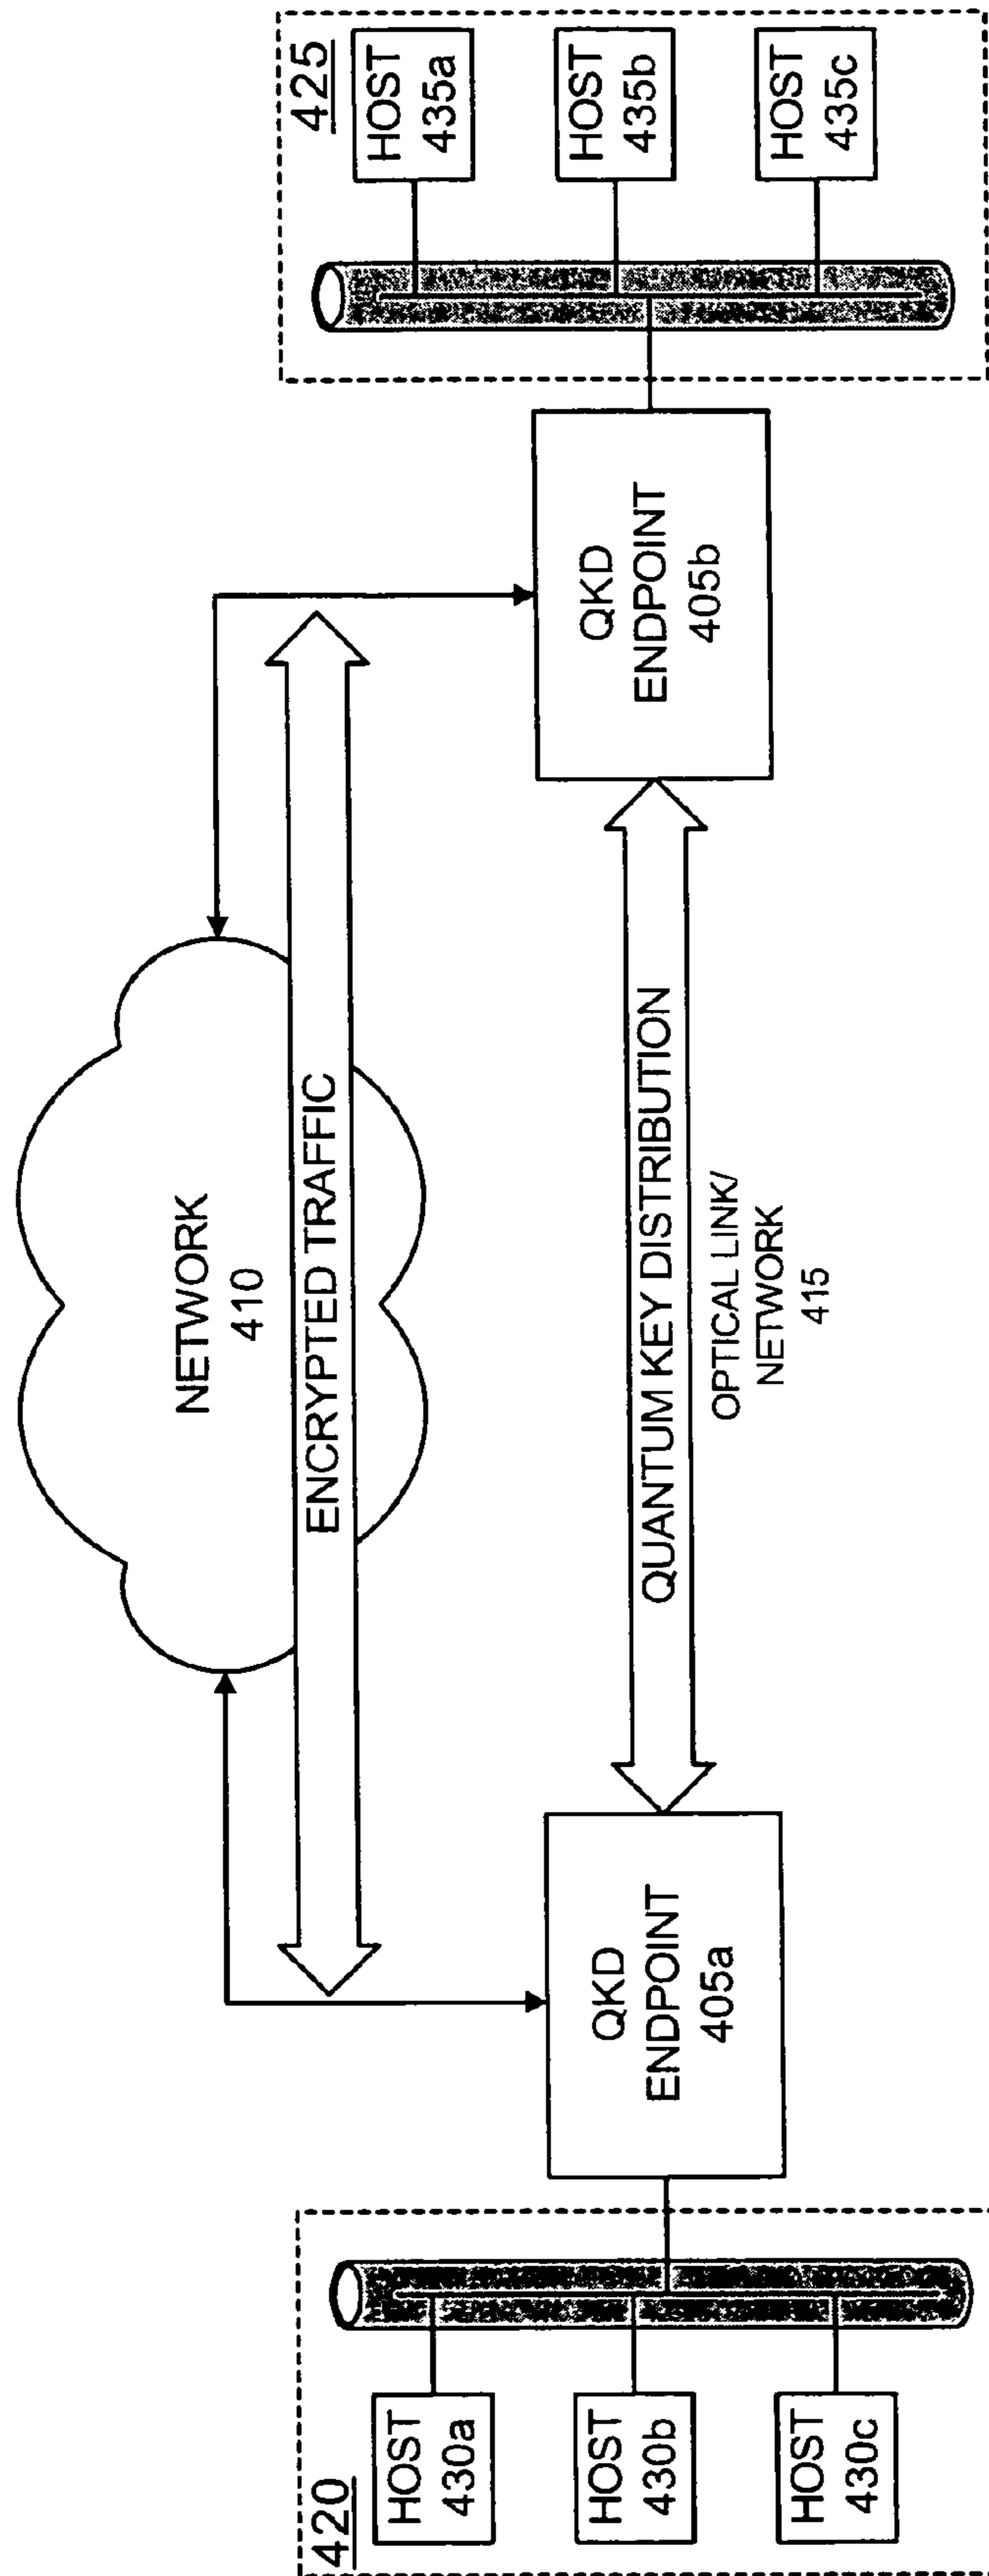 NETWORK
410
ENCRYPTED TRAFFIC
QUANTUM KEY DISTRIBUTION
OPTICAL LINK/
NETWORK
415
420
HOST
430a
HOST
430b
HOST
430c
QKD
ENDPOINT
405a
QKD
ENDPOINT
405b
425
HOST
435a
HOST
435b
HOST
435c